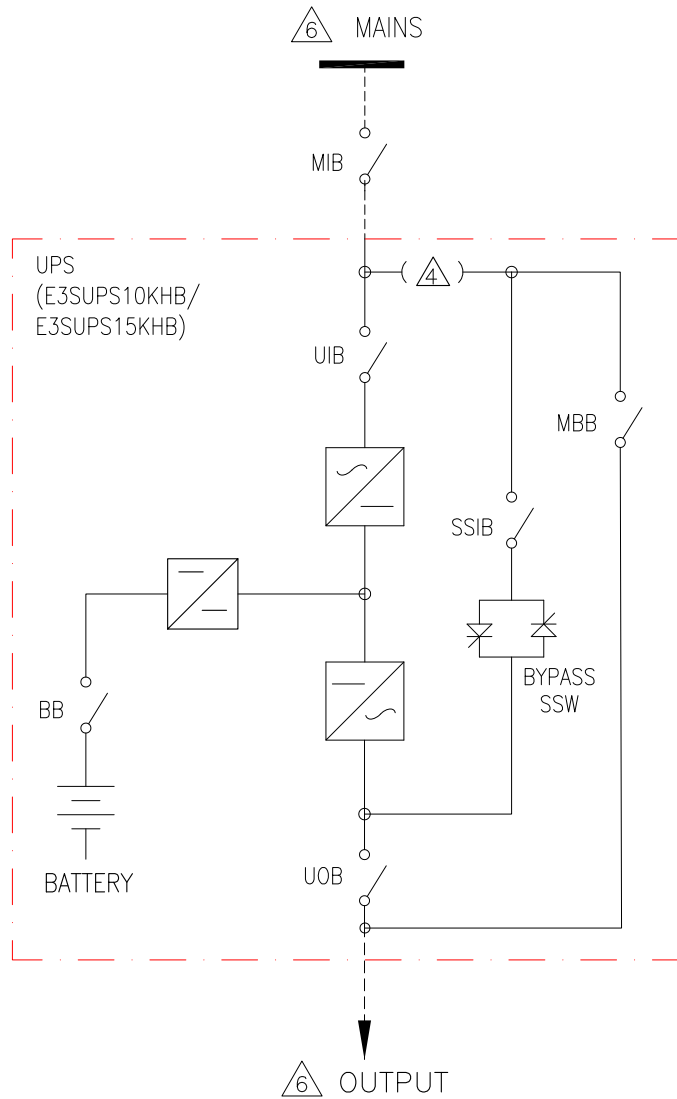 6 MAINS
MIB
UPS
(E3SUPS10KHB/
E3SUPS15KHB)
( 4 )
UIB
MBB
SSIB
BYPASS
SSW
BB
BATTERY
UOB
6 OUTPUT